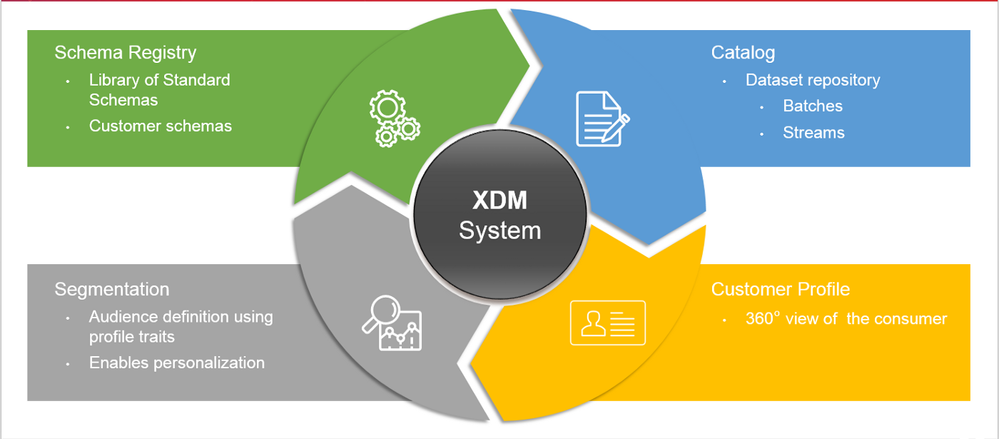 Schema Registry
• Library of Standard
Schemas
• Customer schemas
Catalog
• Dataset repository
• Batches
• Streams
XDM
System
Segmentation
• Audience definition using
profile traits
• Enables personalization
Customer Profile
• 360° view of the consumer